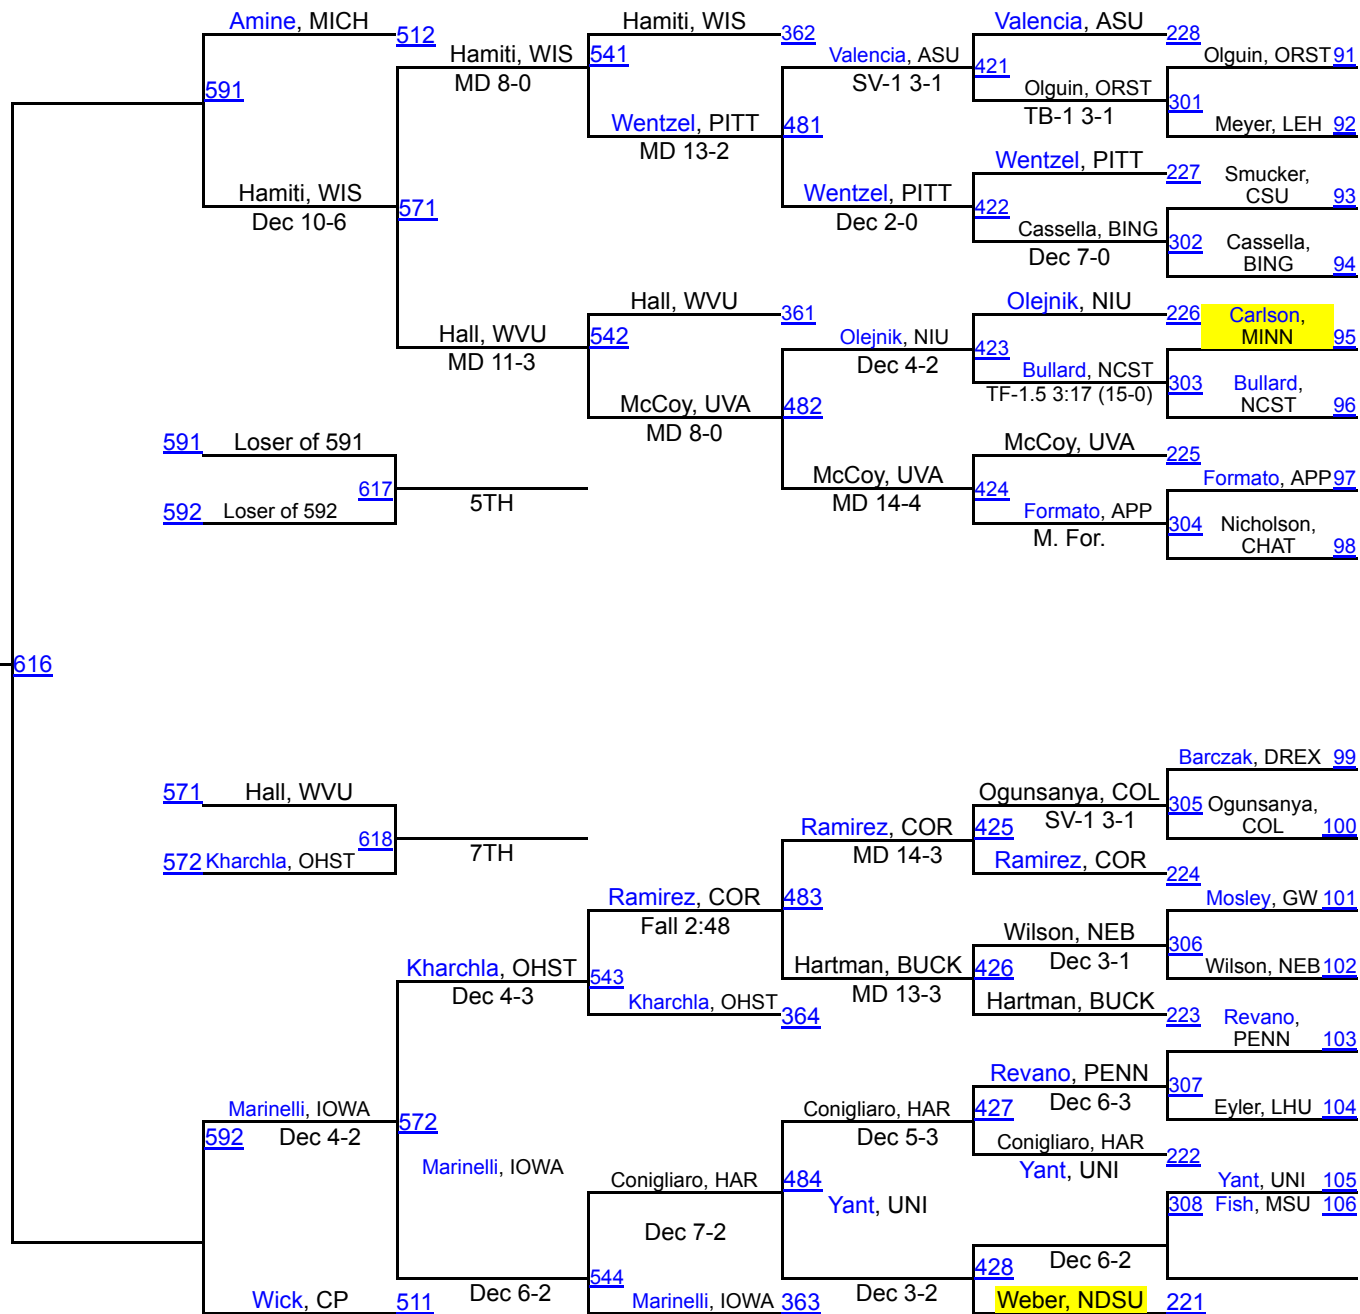 Amine, MICH
512
Hamiti, WIS
362
Valencia, ASU
228
Hamiti, WIS
541
MD 8-0
Valencia, ASU
421
SV-1 3-1
Olguin, ORST 91
591
Olguin, ORST
301
TB-1 3-1
Meyer, LEH 92
Wentzel, PITT
481
MD 13-2
Wentzel, PITT
227
Smucker,
CSU 93
Hamiti, WIS
571
Dec 10-6
Wentzel, PITT
422
Dec 2-0
Cassella, BING
302
Dec 7-0
Cassella,
BING 94
Hall, WVU
361
Olejnik, NIU
226
Carlson,
MINN 95
Hall, WVU
542
MD 11-3
Olejnik, NIU
423
Dec 4-2
Bullard, NCST
303
TF-1.5 3:17 (15-0)
Bullard,
NCST 96
McCoy, UVA
482
MD 8-0
McCoy, UVA
225
591
Loser of 591
617
5TH
592
Loser of 592
McCoy, UVA
424
MD 14-4
Formato, APP 97
Formato, APP
304
M. For.
Nicholson,
CHAT 98
616
Barczak, DREX 99
571
Hall, WVU
618
7TH
572
Kharchla, OHST
Ogunsanya, COL
305
SV-1 3-1
Ogunsanya,
COL 100
Ramirez, COR
425
MD 14-3
Ramirez, COR
224
Mosley, GW 101
Ramirez, COR
483
Fall 2:48
Wilson, NEB
306
Dec 3-1
Wilson, NEB 102
Kharchla, OHST
543
Dec 4-3
Hartman, BUCK
426
MD 13-3
Kharchla, OHST
364
Hartman, BUCK
223
Revano,
PENN 103
Revano, PENN
307
Dec 6-3
Eyler, LHU 104
Marinelli, IOWA
572
592
Dec 4-2
Conigliaro, HAR
427
Dec 5-3
Conigliaro, HAR
222
Marinelli, IOWA
Conigliaro, HAR
484
Yant, UNI
Yant, UNI 105
Yant, UNI
308
Fish, MSU 106
Dec 7-2
Dec 6-2
544
428
Dec 6-2
Dec 3-2
Wick, CP
511
Marinelli, IOWA 363
Weber, NDSU
221